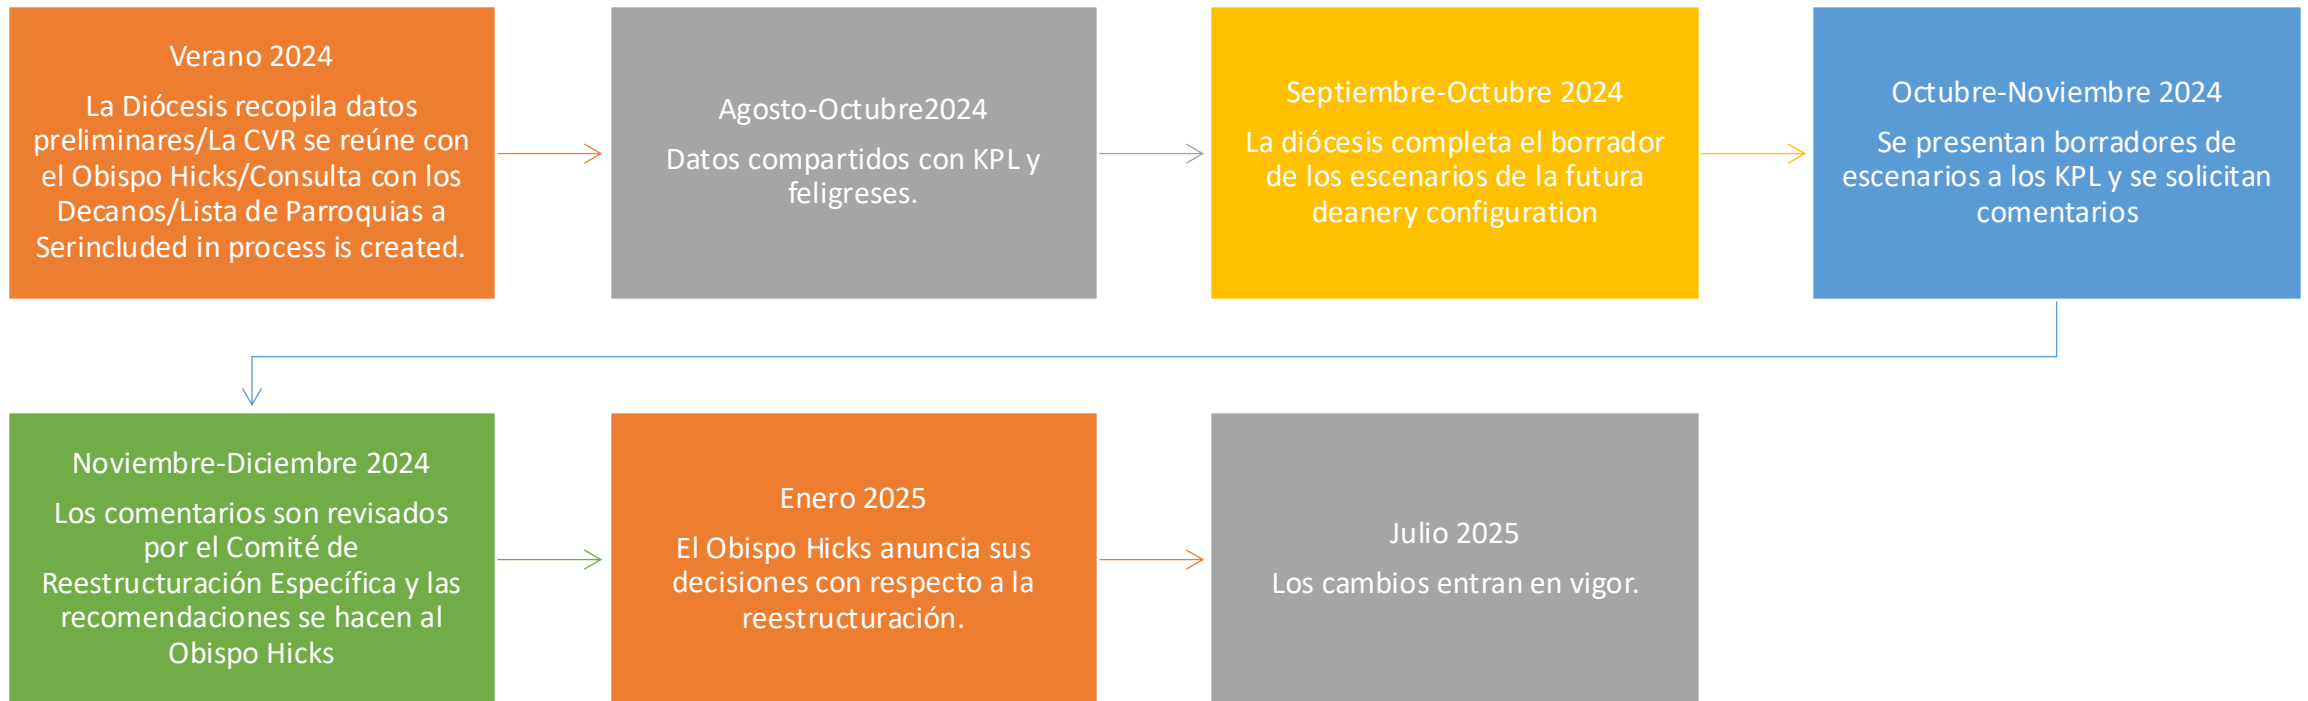 Verano 2024
La Diócesis recopila datos
preliminares/La CVR se reúne con
el Obispo Hicks/Consulta con los
Decanos/Lista de Parroquias a
Serincluded in process is created.
Agosto-Octubre2024
Datos compartidos con KPL y
feligreses.
Septiembre-Octubre 2024
La diócesis completa el borrador
de los escenarios de la futura
deanery configuration
Octubre-Noviembre 2024
Se presentan borradores de
escenarios a los KPL y se solicitan
comentarios
Noviembre-Diciembre 2024
Los comentarios son revisados
por el Comité de
Reestructuración Específica y las
recomendaciones se hacen al
Obispo Hicks
Enero 2025
El Obispo Hicks anuncia sus
decisiones con respecto a la
reestructuración.
Julio 2025
Los cambios entran en vigor.